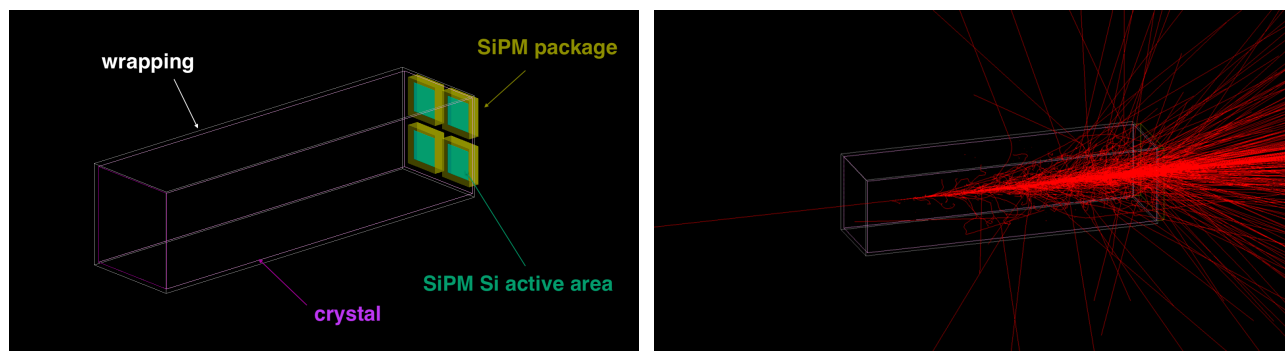 SiPM package
wrapping
SiPM Si active area
crystal